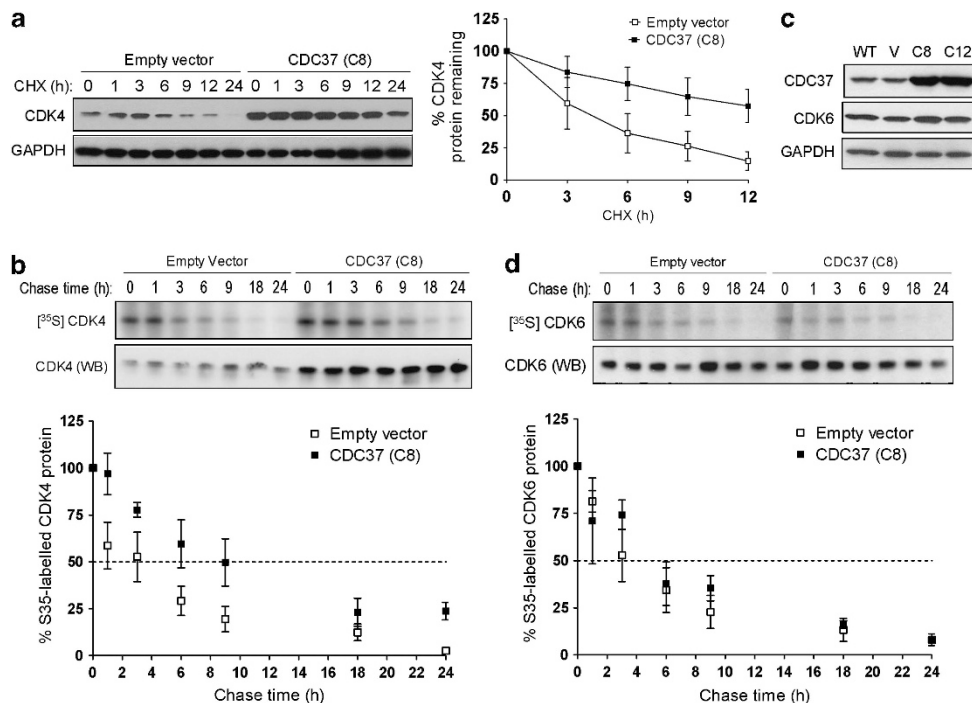 a
Empty vector CDC37 (C8)
CHX (h): 0 1 3 6 9 12 24 0 1 3 6 9 12 24
CDK4
GAPDH
% CDK4
protein remaining
125
100
75
50
25
0
0 3 6 9 12
CHX (h)
Empty vector
CDC37 (C8)
c
WT V C8 C12
CDC37
CDK6
GAPDH
b
Empty Vector CDC37 (C8)
Chase time (h): 0 1 3 6 9 18 24 0 1 3 6 9 18 24
[³⁵S] CDK4
CDK4 (WB)
% S35-labelled CDK4 protein
125
100
75
50
25
0
0 2 4 6 8 10 12 14 16 18 20 22 24
Chase time (h)
Empty vector
CDC37 (C8)
d
Empty vector CDC37 (C8)
Chase time (h): 0 1 3 6 9 18 24 0 1 3 6 9 18 24
[³⁵S] CDK6
CDK6 (WB)
% S35-labelled CDK6 protein
125
100
75
50
25
0
0 2 4 6 8 10 12 14 16 18 20 22 24
Chase time (h)
Empty vector
CDC37 (C8)